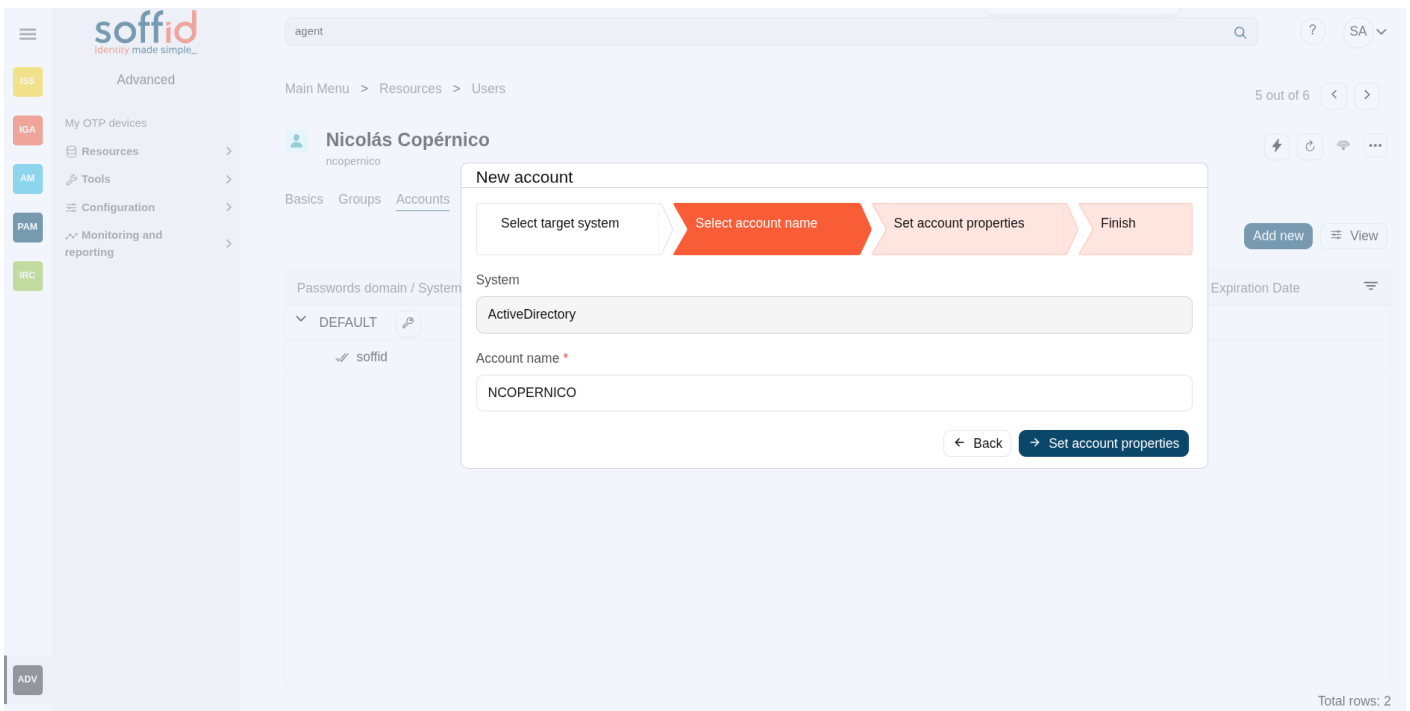 soffid
Identity made simple_
agent
?
SA
ISS
IGA
AM
PAM
IRC
ADV
Advanced
My OTP devices
Resources
Tools
Configuration
Monitoring and
reporting
Main Menu > Resources > Users
5 out of 6
Nicolás Copérnico
ncopernico
Basics Groups Accounts
Add new
View
Passwords domain / System
Expiration Date
DEFAULT
soffid
New account
Select target system
Select account name
Set account properties
Finish
System
ActiveDirectory
Account name *
NCOPERNICO
Back
Set account properties
Total rows: 2